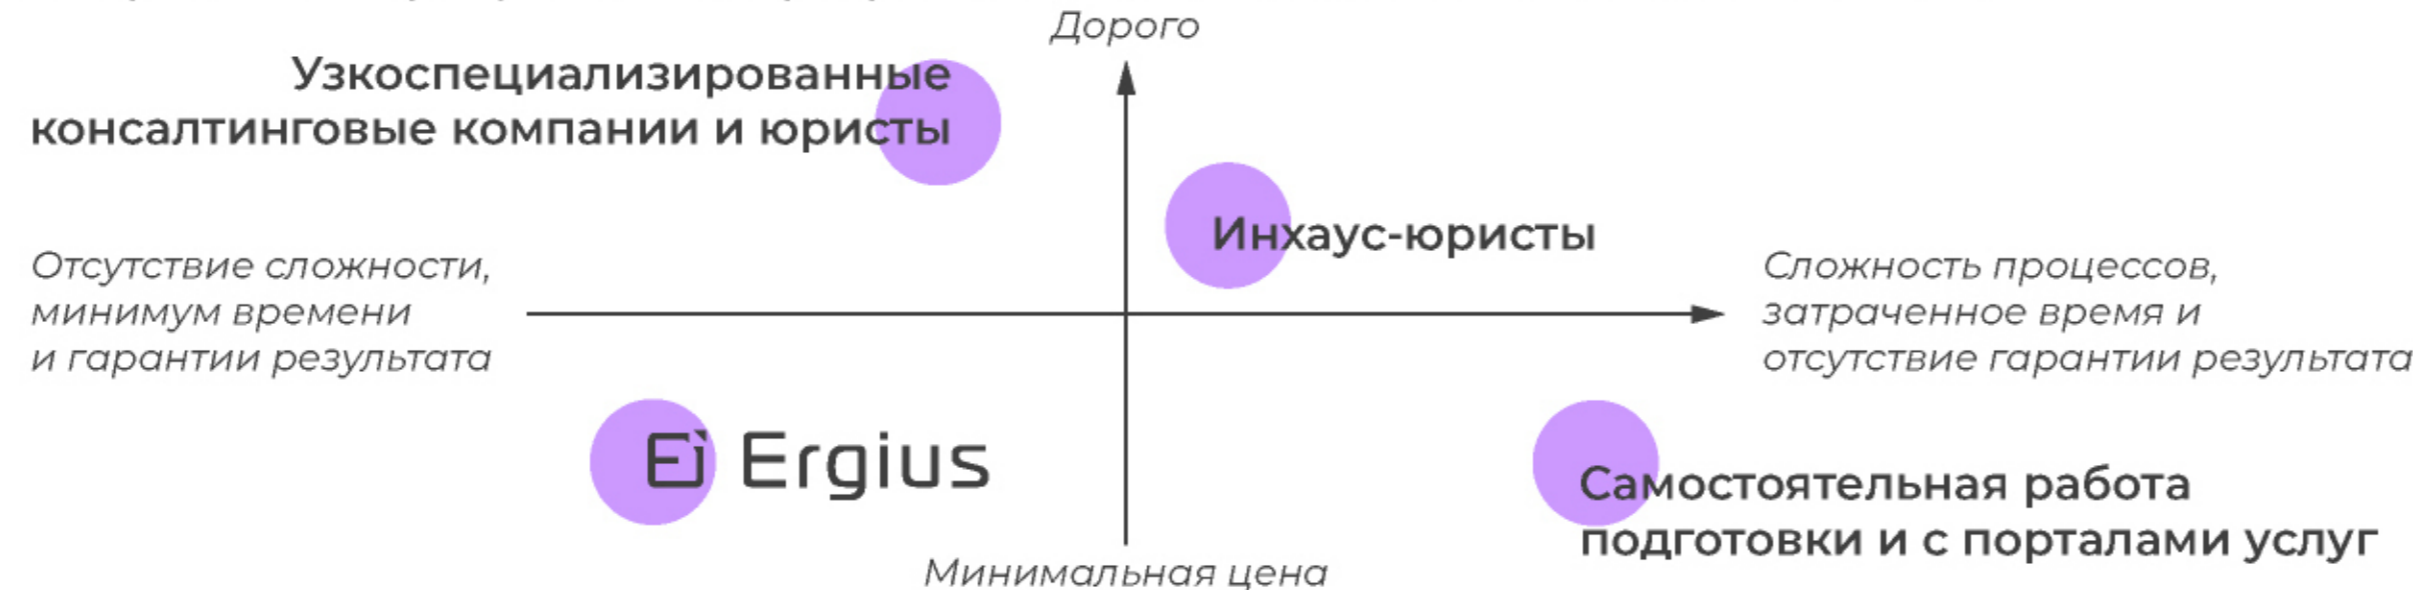 Дорого
Узкоспециализированные
консалтинговые компании и юристы
Инхаус-юристы
Отсутствие сложности,
минимум времени
и гарантии результата
Сложность процессов,
затраченное время и
отсутствие гарантии результата
Ergius
Самостоятельная работа
подготовки и с порталами услуг
Минимальная цена